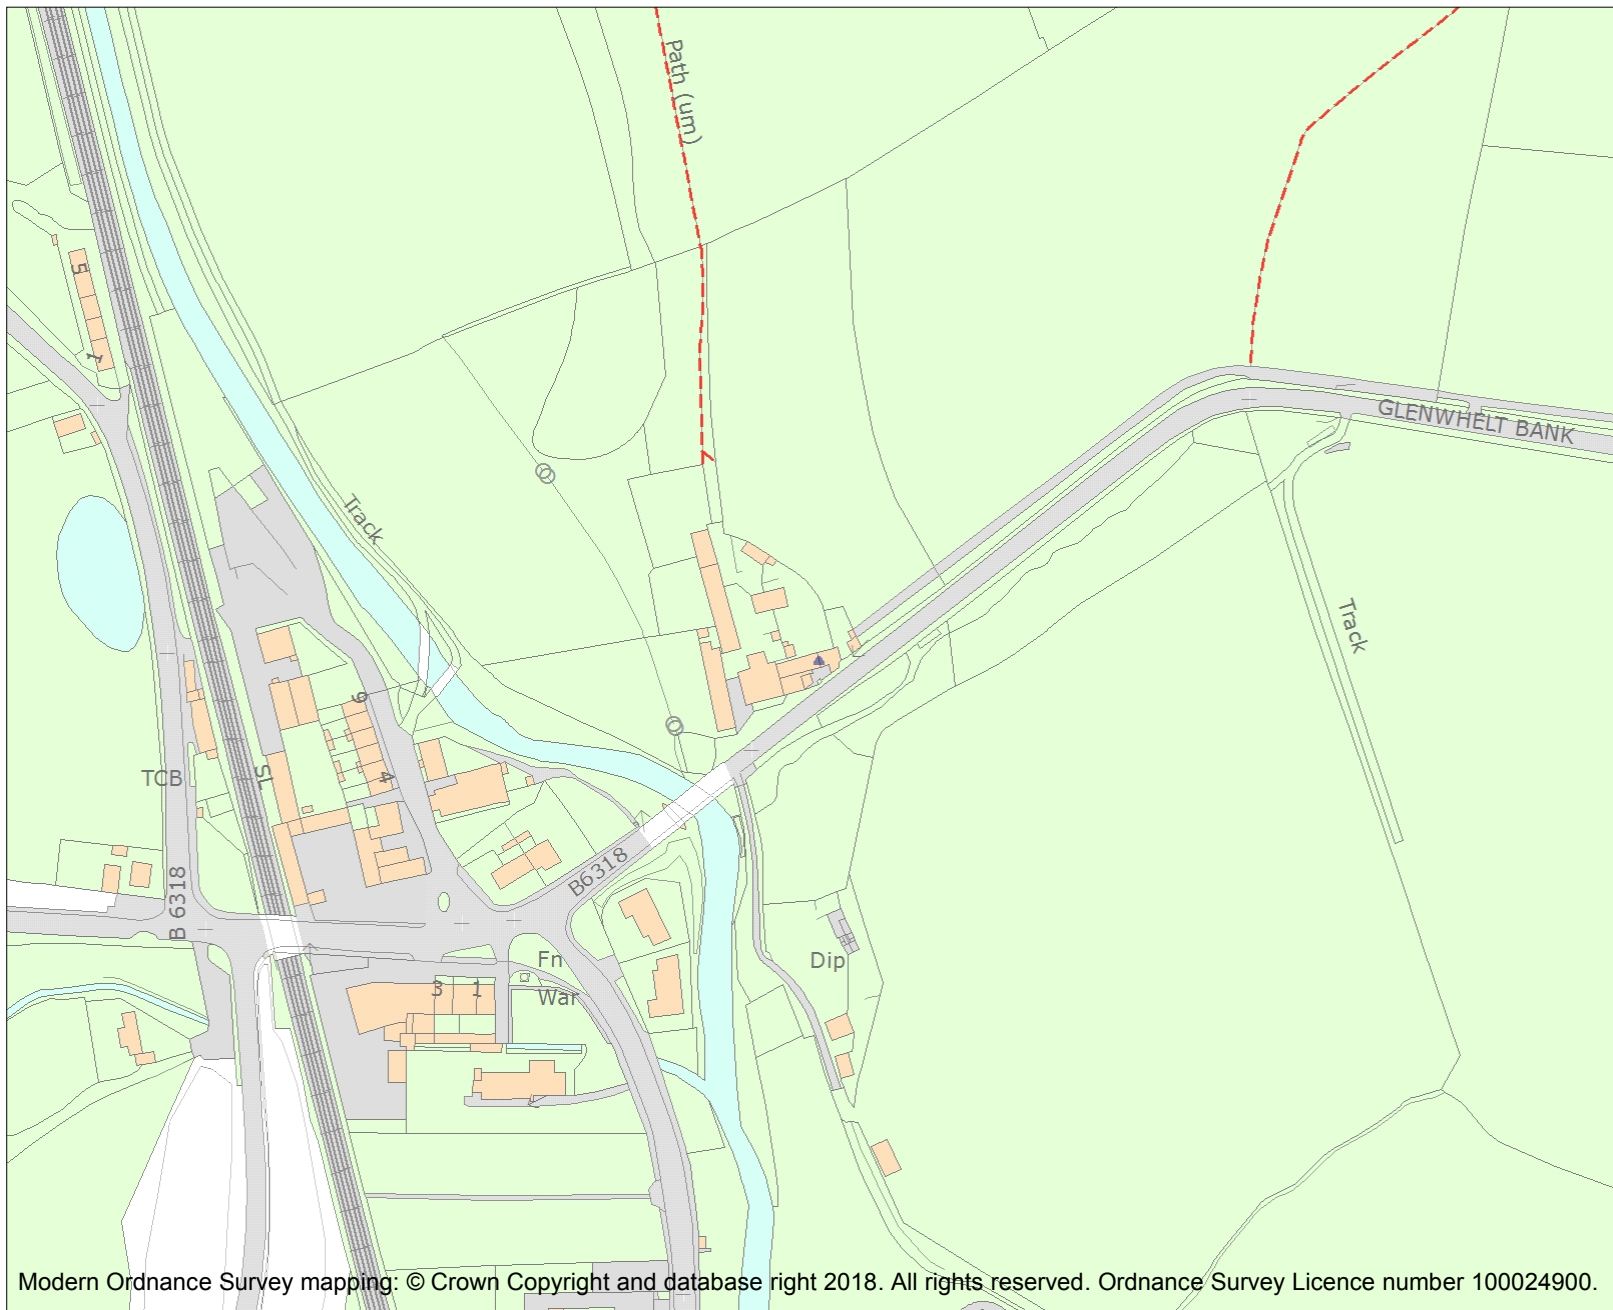 Path (um)
5
1
GLENWHELT BANK
Track
Track
9
4
SL
TCB
B6318
B 6318
Fn
Dip
3
1
War
Modern Ordnance Survey mapping: © Crown Copyright and database right 2018. All rights reserved. Ordnance Survey Licence number 100024900.